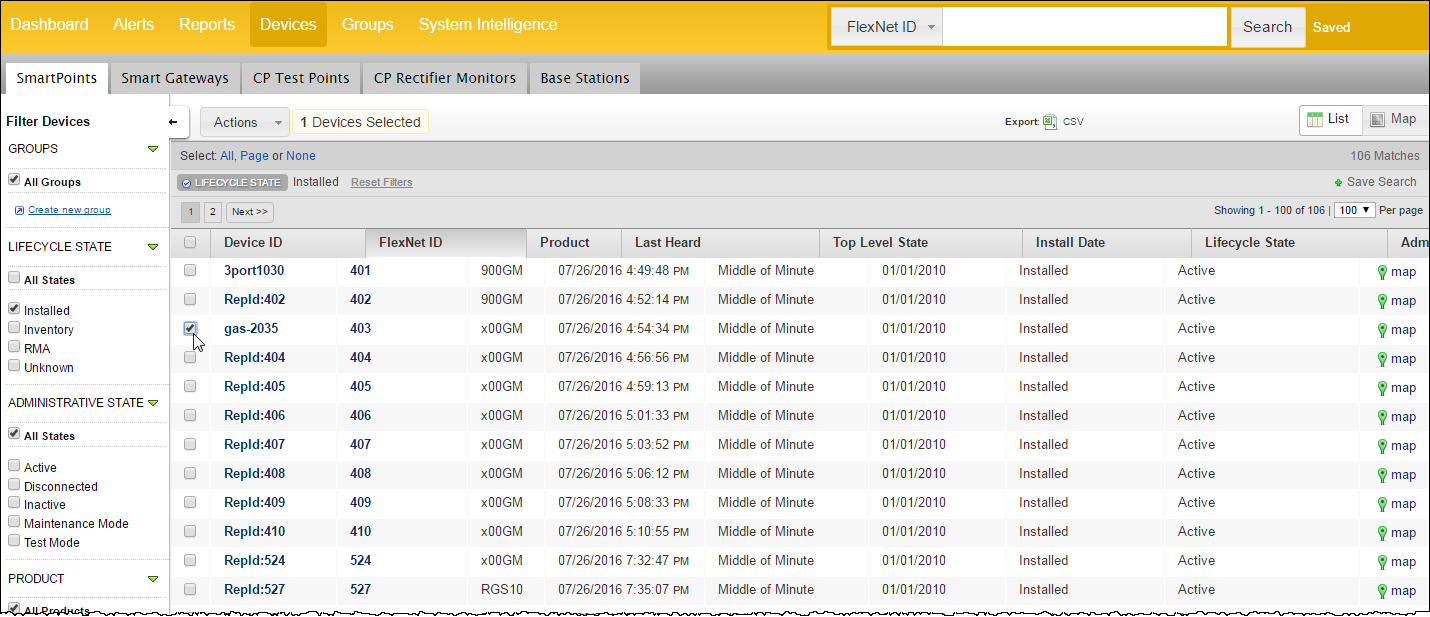 Dashboard Alerts Reports Devices Groups System Intelligence FlexNet ID Search Saved
SmartPoints Smart Gateways CP Test Points CP Rectifier Monitors Base Stations
Filter Devices
GROUPS
All Groups
Create new group
LIFECYCLE STATE
All States
Installed
Inventory
RMA
Unknown
ADMINISTRATIVE STATE
All States
Active
Disconnected
Inactive
Maintenance Mode
Test Mode
PRODUCT
All Products
Actions 1 Devices Selected Export: CSV List Map
Select: All, Page or None 106 Matches
LIFECYCLE STATE Installed Reset Filters Save Search
1 2 Next >> Showing 1 - 100 of 106 | 100 Per page
Device ID FlexNet ID Product Last Heard Top Level State Install Date Lifecycle State Adm
3port1030 401 900GM 07/26/2016 4:49:48 PM Middle of Minute 01/01/2010 Installed Active map
RepId:402 402 900GM 07/26/2016 4:52:14 PM Middle of Minute 01/01/2010 Installed Active map
gas-2035 403 x00GM 07/26/2016 4:54:34 PM Middle of Minute 01/01/2010 Installed Active map
RepId:404 404 x00GM 07/26/2016 4:56:56 PM Middle of Minute 01/01/2010 Installed Active map
RepId:405 405 x00GM 07/26/2016 4:59:13 PM Middle of Minute 01/01/2010 Installed Active map
RepId:406 406 x00GM 07/26/2016 5:01:33 PM Middle of Minute 01/01/2010 Installed Active map
RepId:407 407 x00GM 07/26/2016 5:03:52 PM Middle of Minute 01/01/2010 Installed Active map
RepId:408 408 x00GM 07/26/2016 5:06:12 PM Middle of Minute 01/01/2010 Installed Active map
RepId:409 409 x00GM 07/26/2016 5:08:33 PM Middle of Minute 01/01/2010 Installed Active map
RepId:410 410 x00GM 07/26/2016 5:10:55 PM Middle of Minute 01/01/2010 Installed Active map
RepId:524 524 x00GM 07/26/2016 7:32:47 PM Middle of Minute 01/01/2010 Installed Active map
RepId:527 527 RGS10 07/26/2016 7:35:07 PM Middle of Minute 01/01/2010 Installed Active map